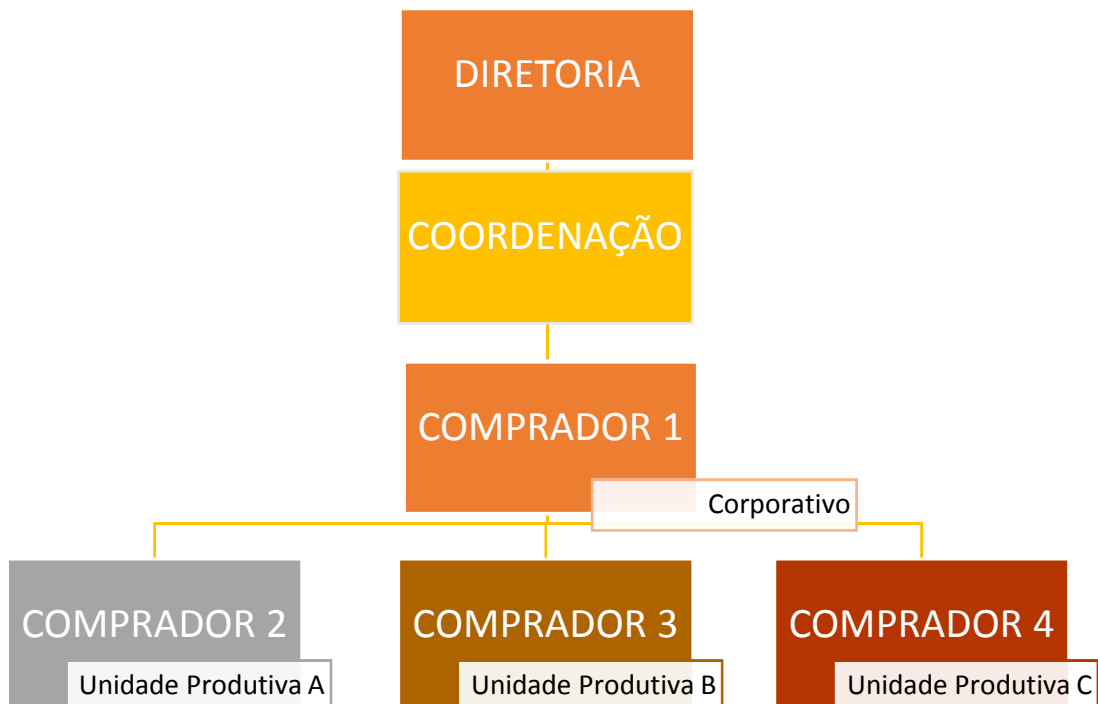 DIRETORIA
COORDENAÇÃO
COMPRADOR 1
Corporativo
COMPRADOR 2
Unidade Produtiva A
COMPRADOR 3
Unidade Produtiva B
COMPRADOR 4
Unidade Produtiva C